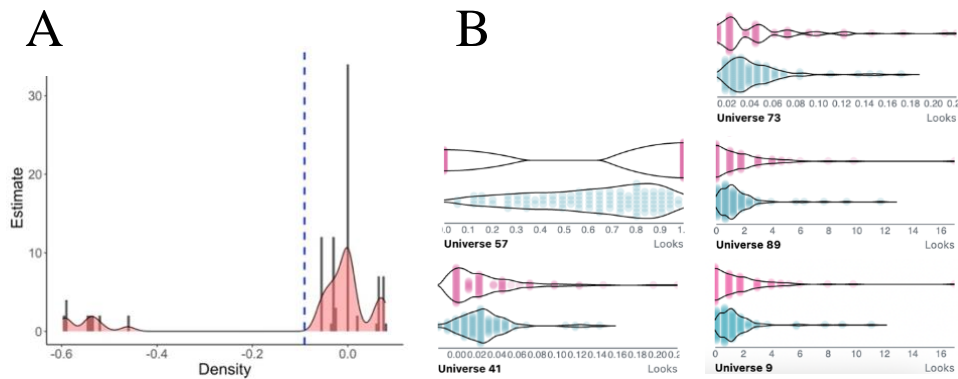 A
B
Estimate
30
20
10
0
-0.6 -0.4 -0.2 0.0
Density
0.02 0.04 0.06 0.08 0.10 0.12 0.14 0.16 0.18 0.20 0.2
Universe 73 Looks
.0 0.1 0.2 0.3 0.4 0.5 0.6 0.7 0.8 0.9 1.
Universe 57 Looks
0 2 4 6 8 10 12 14 16
Universe 89 Looks
0.00 0.02 0.04 0.06 0.08 0.10 0.12 0.14 0.16 0.18 0.20 0.2
Universe 41 Looks
0 2 4 6 8 10 12 14 16
Universe 9 Looks